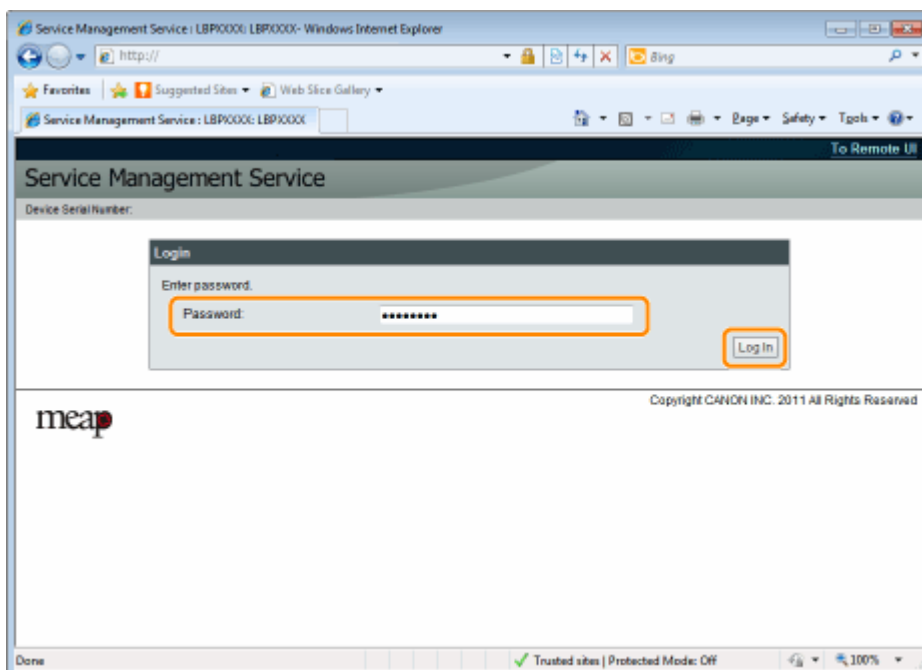 Service Management Service : LBPXXXX: LBPXXXX- Windows Internet Explorer
http://
Bing
Favorites Suggested Sites Web Slice Gallery
Service Management Service : LBPXXXX: LBPXXXX Page Safety Tools
To Remote UI
Service Management Service
Device Serial Number:
Login
Enter password.
Password: ••••••••
Log In
Copyright CANON INC. 2011 All Rights Reserved
meap
Done Trusted sites | Protected Mode: Off 100%